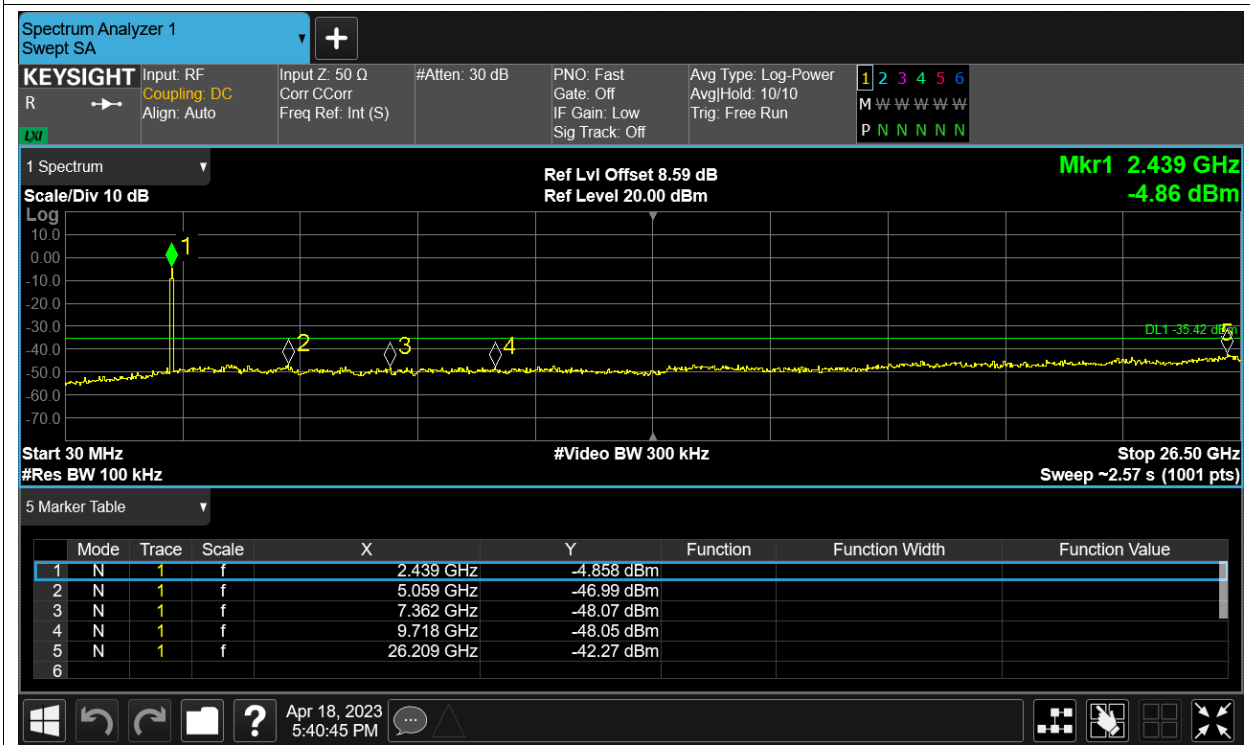 Spectrum Analyzer 1
Swept SA
KEYSIGHT Input: RF Input Z: 50 Ω #Atten: 30 dB PNO: Fast Avg Type: Log-Power 1 2 3 4 5 6
R Coupling: DC Corr CCorr Gate: Off Avg|Hold: 10/10 M W W W W W
Align: Auto Freq Ref: Int (S) IF Gain: Low Trig: Free Run
LXI Sig Track: Off P N N N N N
1 Spectrum Ref Lvl Offset 8.59 dB Mkr1 2.439 GHz
Scale/Div 10 dB Ref Level 20.00 dBm -4.86 dBm
Log
10.0
1
0.00
-10.0
-20.0
-30.0
DL1 -35.42 dBm
2 3 4 5
-40.0
-50.0
-60.0
-70.0
Start 30 MHz #Video BW 300 kHz Stop 26.50 GHz
#Res BW 100 kHz Sweep ~2.57 s (1001 pts)
5 Marker Table
Mode Trace Scale X Y Function Function Width Function Value
1 N 1 f 2.439 GHz -4.858 dBm
2 N 1 f 5.059 GHz -46.99 dBm
3 N 1 f 7.362 GHz -48.07 dBm
4 N 1 f 9.718 GHz -48.05 dBm
5 N 1 f 26.209 GHz -42.27 dBm
6
? Apr 18, 2023
5:40:45 PM